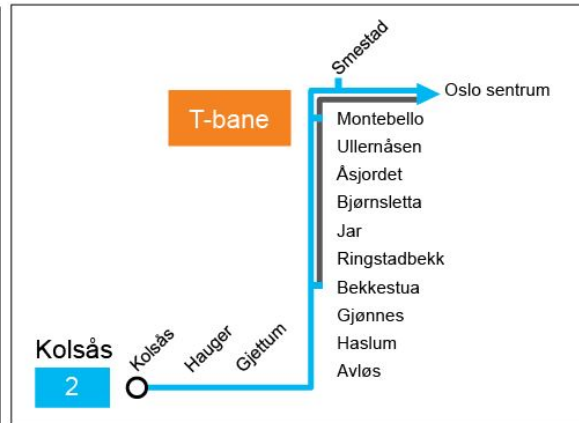 Smestad
Oslo sentrum
T-bane
Montebello
Ullernåsen
Åsjordet
Bjørnsletta
Jar
Ringstadbekk
Bekkestua
Gjønnes
Haslum
Avløs
Kolsås
2
Kolsås
Hauger
Gjettum